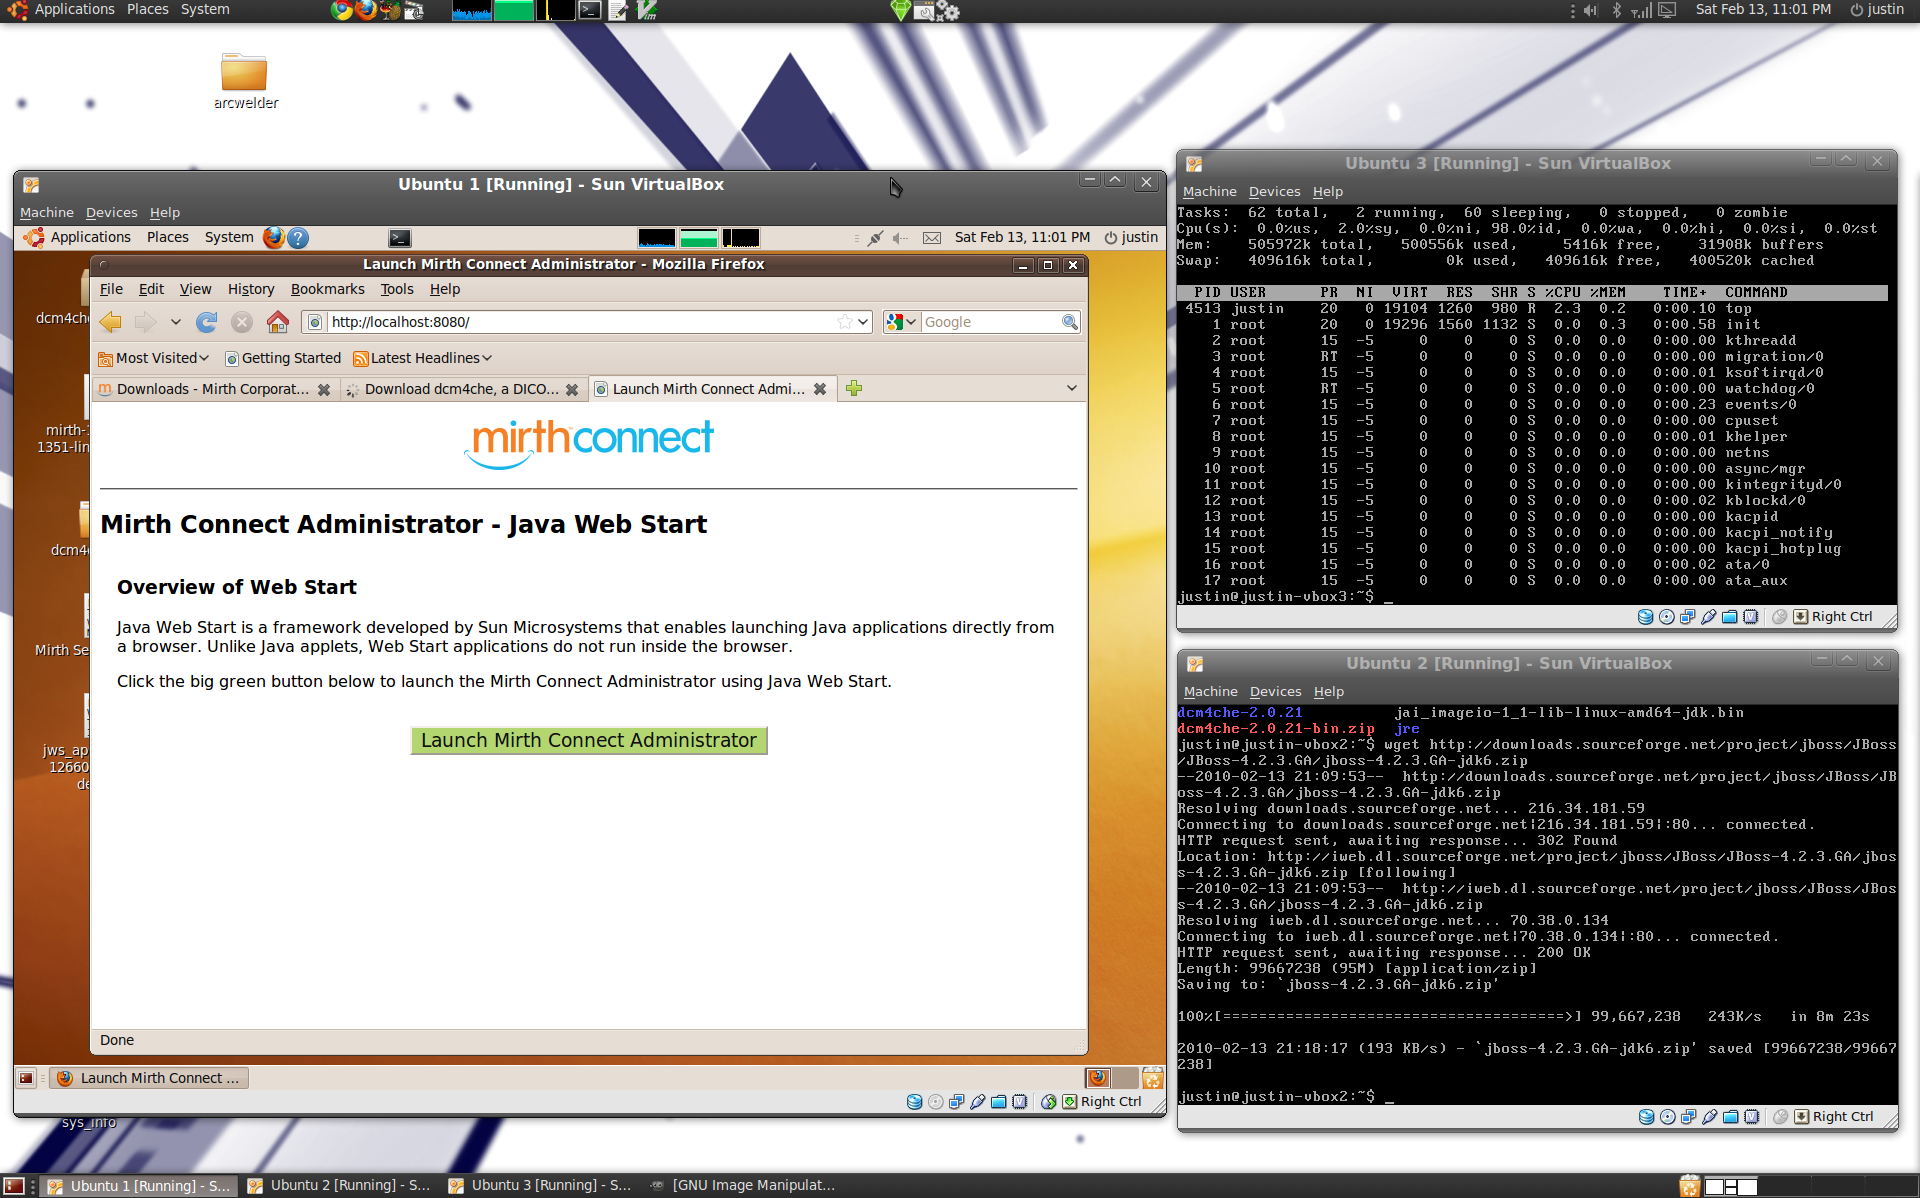 Applications Places System
Sat Feb 13, 11:01 PM justin
arcwelder
Ubuntu 1 [Running] - Sun VirtualBox
Machine Devices Help
Applications Places System
Sat Feb 13, 11:01 PM justin
dcm4che
mirth-1
1351-lin
dcm4c
Mirth Se
jws_app
12660
de
Launch Mirth Connect Administrator - Mozilla Firefox
File Edit View History Bookmarks Tools Help
http://localhost:8080/
Google
Most Visited Getting Started Latest Headlines
Downloads - Mirth Corporat... Download dcm4che, a DICO... Launch Mirth Connect Admi...
mirthconnect
Mirth Connect Administrator - Java Web Start
Overview of Web Start
Java Web Start is a framework developed by Sun Microsystems that enables launching Java applications directly from
a browser. Unlike Java applets, Web Start applications do not run inside the browser.
Click the big green button below to launch the Mirth Connect Administrator using Java Web Start.
Launch Mirth Connect Administrator
Done
Launch Mirth Connect ...
Right Ctrl
sys_info
Ubuntu 3 [Running] - Sun VirtualBox
Machine Devices Help
Tasks: 62 total, 2 running, 60 sleeping, 0 stopped, 0 zombie
Cpu(s): 0.0%us, 2.0%sy, 0.0%ni, 98.0%id, 0.0%wa, 0.0%hi, 0.0%si, 0.0%st
Mem: 505972k total, 500556k used, 5416k free, 31908k buffers
Swap: 409616k total, 0k used, 409616k free, 400520k cached
PID USER PR NI VIRT RES SHR S %CPU %MEM TIME+ COMMAND
4513 justin 20 0 19104 1260 980 R 2.3 0.2 0:00.10 top
1 root 20 0 19296 1560 1132 S 0.0 0.3 0:00.58 init
2 root 15 -5 0 0 0 S 0.0 0.0 0:00.00 kthreadd
3 root RT -5 0 0 0 S 0.0 0.0 0:00.00 migration/0
4 root 15 -5 0 0 0 S 0.0 0.0 0:00.01 ksoftirqd/0
5 root RT -5 0 0 0 S 0.0 0.0 0:00.00 watchdog/0
6 root 15 -5 0 0 0 S 0.0 0.0 0:00.23 events/0
7 root 15 -5 0 0 0 S 0.0 0.0 0:00.00 cpuset
8 root 15 -5 0 0 0 S 0.0 0.0 0:00.01 khelper
9 root 15 -5 0 0 0 S 0.0 0.0 0:00.00 netns
10 root 15 -5 0 0 0 S 0.0 0.0 0:00.00 async/mgr
11 root 15 -5 0 0 0 S 0.0 0.0 0:00.00 kintegrityd/0
12 root 15 -5 0 0 0 S 0.0 0.0 0:00.02 kblockd/0
13 root 15 -5 0 0 0 S 0.0 0.0 0:00.00 kacpid
14 root 15 -5 0 0 0 S 0.0 0.0 0:00.00 kacpi_notify
15 root 15 -5 0 0 0 S 0.0 0.0 0:00.00 kacpi_hotplug
16 root 15 -5 0 0 0 S 0.0 0.0 0:00.02 ata/0
17 root 15 -5 0 0 0 S 0.0 0.0 0:00.00 ata_aux
justin@justin-vbox3:~$ _
Right Ctrl
Ubuntu 2 [Running] - Sun VirtualBox
Machine Devices Help
dcm4che-2.0.21 jai_imageio-1_1-lib-linux-amd64-jdk.bin
dcm4che-2.0.21-bin.zip jre
justin@justin-vbox2:~$ wget http://downloads.sourceforge.net/project/jboss/JBoss
/JBoss-4.2.3.GA/jboss-4.2.3.GA-jdk6.zip
--2010-02-13 21:09:53-- http://downloads.sourceforge.net/project/jboss/JBoss/JB
oss-4.2.3.GA/jboss-4.2.3.GA-jdk6.zip
Resolving downloads.sourceforge.net... 216.34.181.59
Connecting to downloads.sourceforge.net|216.34.181.59|:80... connected.
HTTP request sent, awaiting response... 302 Found
Location: http://iweb.dl.sourceforge.net/project/jboss/JBoss/JBoss-4.2.3.GA/jbos
s-4.2.3.GA-jdk6.zip [following]
--2010-02-13 21:09:53-- http://iweb.dl.sourceforge.net/project/jboss/JBoss/JBos
s-4.2.3.GA/jboss-4.2.3.GA-jdk6.zip
Resolving iweb.dl.sourceforge.net... 70.38.0.134
Connecting to iweb.dl.sourceforge.net|70.38.0.134|:80... connected.
HTTP request sent, awaiting response... 200 OK
Length: 99667238 (95M) [application/zip]
Saving to: `jboss-4.2.3.GA-jdk6.zip'
100%[======================================>] 99,667,238 243K/s in 8m 23s
2010-02-13 21:18:17 (193 KB/s) - `jboss-4.2.3.GA-jdk6.zip' saved [99667238/99667
238]
justin@justin-vbox2:~$ _
Right Ctrl
Ubuntu 1 [Running] - S... Ubuntu 2 [Running] - S... Ubuntu 3 [Running] - S... [GNU Image Manipulat...